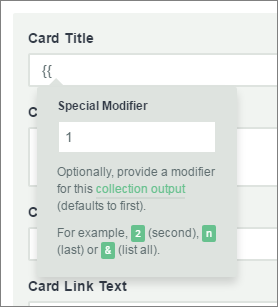 Card Title
{{
Special Modifier
1
Optionally, provide a modifier
for this collection output
(defaults to first).
For example, 2 (second), n
(last) or & (list all).
C
C
Card Link Text